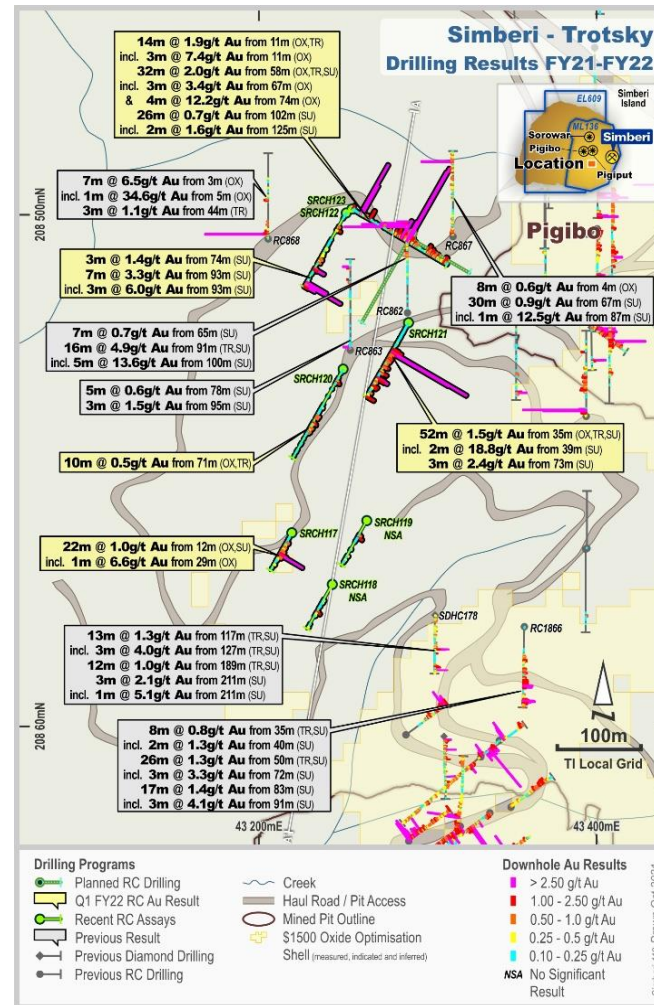 Simberi - Trotsky
Drilling Results FY21-FY22
14m @ 1.9g/t Au from 11m (OX,TR)
incl. 3m @ 7.4g/t Au from 11m (OX)
32m @ 2.0g/t Au from 58m (OX,TR,SU)
incl. 3m @ 3.4g/t Au from 67m (OX)
& 4m @ 12.2g/t Au from 74m (OX)
26m @ 0.7g/t Au from 102m (SU)
incl. 2m @ 1.6g/t Au from 125m (SU)
EL609
Simberi
Island
ML136
Sorowar
Simberi
Pigibo
Location
Pigiput
7m @ 6.5g/t Au from 3m (OX)
incl. 1m @ 34.6g/t Au from 5m (OX)
3m @ 1.1g/t Au from 44m (TR)
208 500mN
SRCH123
SRCH122
RC868
RC867
Pigibo
3m @ 1.4g/t Au from 74m (SU)
7m @ 3.3g/t Au from 93m (SU)
incl. 3m @ 6.0g/t Au from 93m (SU)
8m @ 0.6g/t Au from 4m (OX)
30m @ 0.9g/t Au from 67m (SU)
incl. 1m @ 12.5g/t Au from 87m (SU)
7m @ 0.7g/t Au from 65m (SU)
16m @ 4.9g/t Au from 91m (TR,SU)
incl. 5m @ 13.6g/t Au from 100m (SU)
RC862
SRCH121
RC863
5m @ 0.6g/t Au from 78m (SU)
3m @ 1.5g/t Au from 95m (SU)
SRCH120
52m @ 1.5g/t Au from 35m (OX,TR,SU)
incl. 2m @ 18.8g/t Au from 39m (SU)
3m @ 2.4g/t Au from 73m (SU)
10m @ 0.5g/t Au from 71m (OX,TR)
SRCH117
SRCH119
NSA
22m @ 1.0g/t Au from 12m (OX,SU)
incl. 1m @ 6.6g/t Au from 29m (OX)
SRCH118
NSA
SDHC178
RC1866
13m @ 1.3g/t Au from 117m (TR,SU)
incl. 3m @ 4.0g/t Au from 127m (TR,SU)
12m @ 1.0g/t Au from 189m (TR,SU)
3m @ 2.1g/t Au from 211m (SU)
incl. 1m @ 5.1g/t Au from 211m (SU)
208 60mN
8m @ 0.8g/t Au from 35m (TR,SU)
incl. 2m @ 1.3g/t Au from 40m (SU)
26m @ 1.3g/t Au from 50m (TR,SU)
incl. 3m @ 3.3g/t Au from 72m (SU)
17m @ 1.4g/t Au from 83m (SU)
incl. 3m @ 4.1g/t Au from 91m (SU)
100m
TI Local Grid
43 200mE
43 400mE
Drilling Programs
Planned RC Drilling
Q1 FY22 RC Au Result
Recent RC Assays
Previous Result
Previous Diamond Drilling
Previous RC Drilling
Creek
Haul Road / Pit Access
Mined Pit Outline
$1500 Oxide Optimisation
Shell (measured, indicated and inferred)
Downhole Au Results
> 2.50 g/t Au
1.00 - 2.50 g/t Au
0.50 - 1.0 g/t Au
0.25 - 0.5 g/t Au
0.10 - 0.25 g/t Au
NSA No Significant
Result